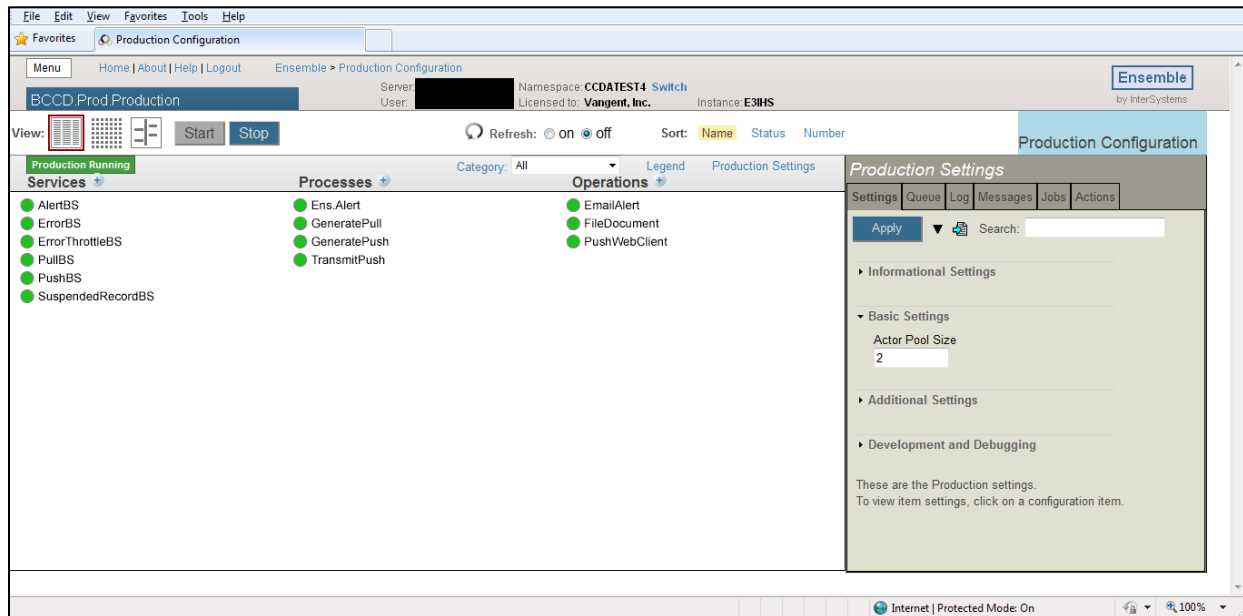 File Edit View Favorites Tools Help
Favorites Production Configuration
Menu Home | About | Help | Logout Ensemble > Production Configuration
Server: Namespace: CCDATEST4 Switch
User: Licensed to: Vangent, Inc. Instance: E3IHS
BCCD.Prod.Production
Ensemble
by InterSystems
View: Start Stop Refresh: on off Sort: Name Status Number
Production Configuration
Production Running Category: All Legend Production Settings
Services Processes Operations
AlertBS Ens.Alert EmailAlert
ErrorBS GeneratePull FileDocument
ErrorThrottleBS GeneratePush PushWebClient
PullBS TransmitPush
PushBS
SuspendedRecordBS
Production Settings
Settings Queue Log Messages Jobs Actions
Apply Search:
Informational Settings
Basic Settings
Actor Pool Size
2
Additional Settings
Development and Debugging
These are the Production settings.
To view item settings, click on a configuration item.
Internet | Protected Mode: On 100%